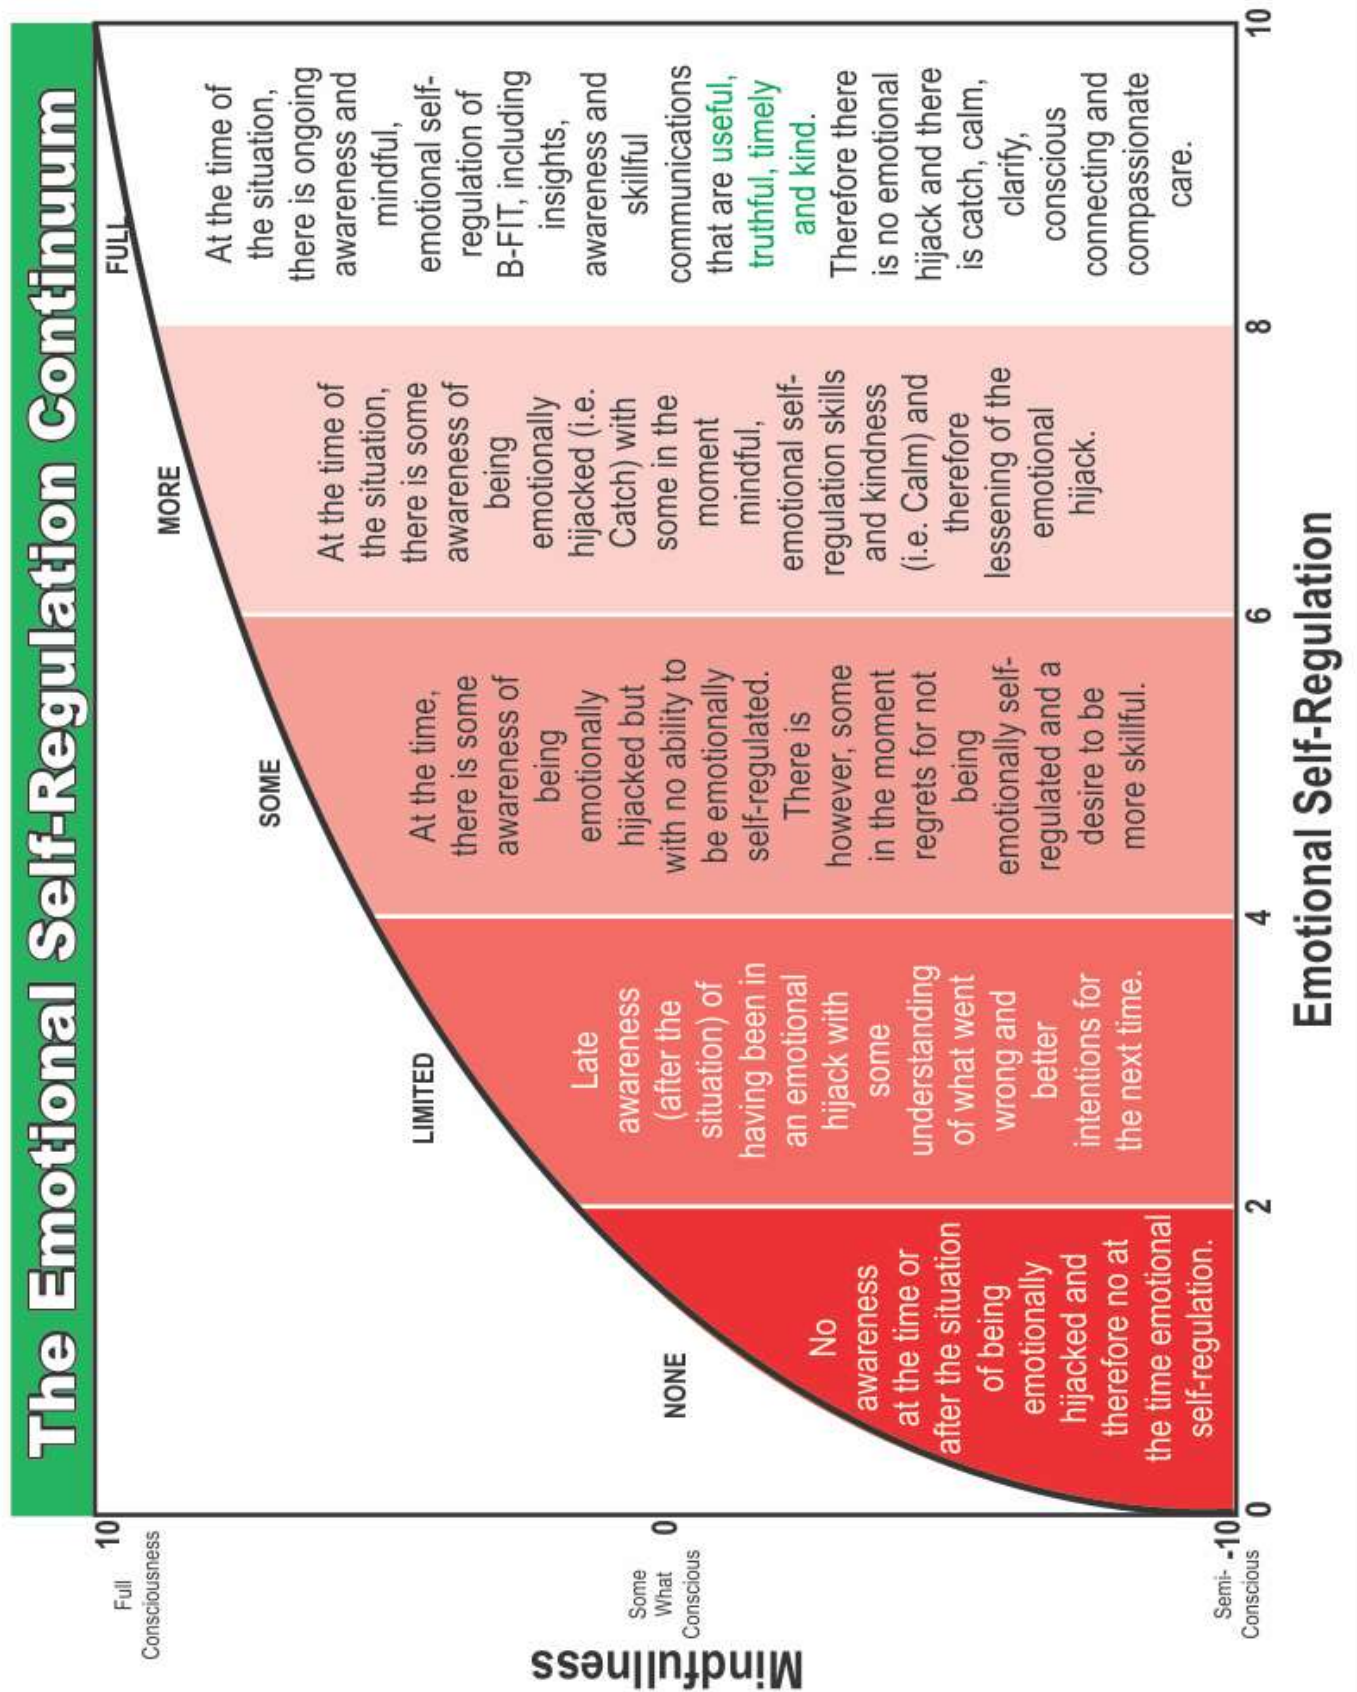 The Emotional Self-Regulation Continuum
Mindfullness
10
Full
Consciousness
0
Some
What
Conscious
-10
Semi-
Conscious
NONE
No
awareness
at the time or
after the situation
of being
emotionally
hijacked and
therefore no at
the time emotional
self-regulation.
LIMITED
Late
awareness
(after the
situation) of
having been in
an emotional
hijack with
some
understanding
of what went
wrong and
better
intentions for
the next time.
SOME
At the time,
there is some
awareness of
being
emotionally
hijacked but
with no ability to
be emotionally
self-regulated.
There is
however, some
in the moment
regrets for not
being
emotionally self-
regulated and a
desire to be
more skillful.
MORE
At the time of
the situation,
there is some
awareness of
being
emotionally
hijacked (i.e.
Catch) with
some in the
moment
mindful,
emotional self-
regulation skills
and kindness
(i.e. Calm) and
therefore
lessening of the
emotional
hijack.
FULL
At the time of
the situation,
there is ongoing
awareness and
mindful,
emotional self-
regulation of
B-FIT, including
insights,
awareness and
skillful
communications
that are useful,
truthful, timely
and kind.
Therefore there
is no emotional
hijack and there
is catch, calm,
clarify,
conscious
connecting and
compassionate
care.
0 2 4 6 8 10
Emotional Self-Regulation